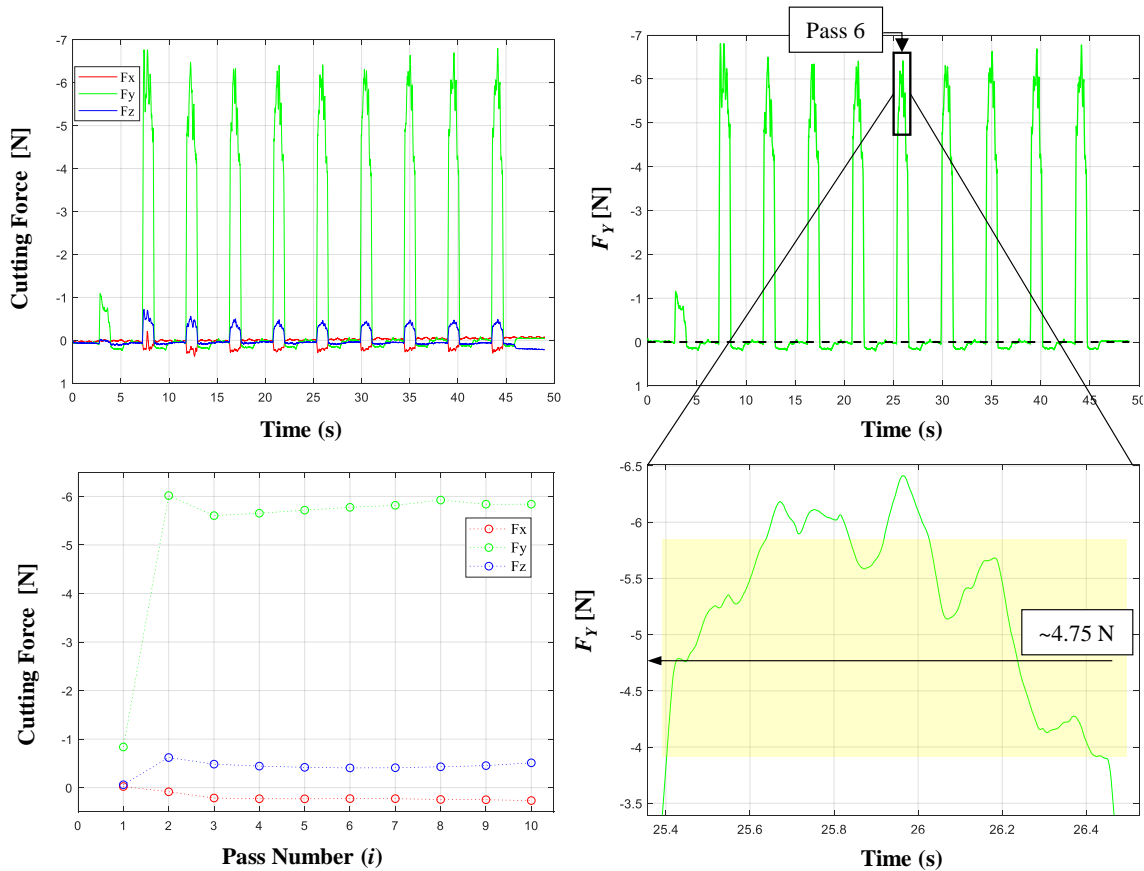 -7
-6
-5
-4
-3
-2
-1
0
1
Cutting Force [N]
Fx
Fy
Fz
0 5 10 15 20 25 30 35 40 45 50
Time (s)
Pass 6
-7
-6
-5
-4
-3
-2
-1
0
1
F_Y [N]
0 5 10 15 20 25 30 35 40 45 50
Time (s)
-6
-5
-4
-3
-2
-1
0
Cutting Force [N]
Fx
Fy
Fz
0 1 2 3 4 5 6 7 8 9 10
Pass Number (i)
-6.5
-6
-5.5
-5
-4.5
-4
-3.5
F_Y [N]
~4.75 N
25.4 25.6 25.8 26 26.2 26.4
Time (s)